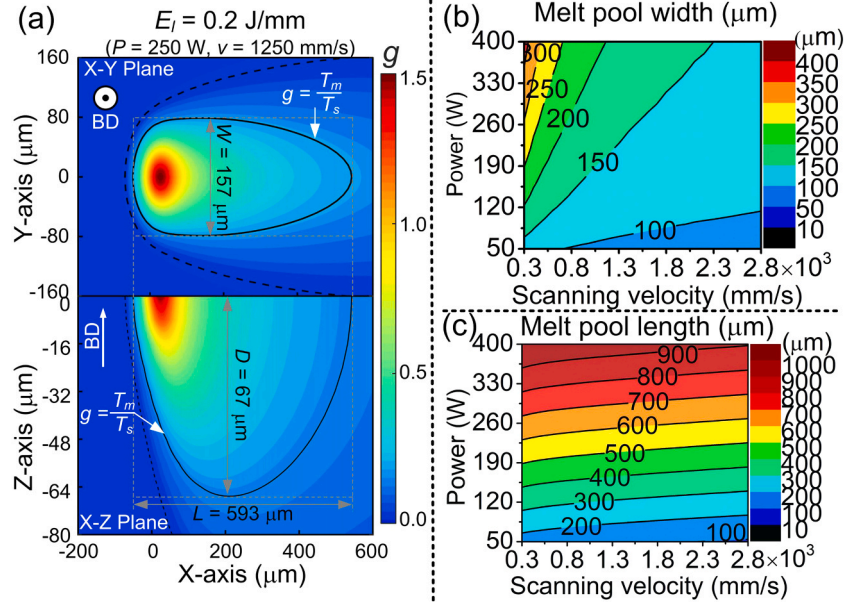 (a)
E_l = 0.2 J/mm
(P = 250 W, v = 1250 mm/s)
g
X-Y Plane
BD
g = T_m/T_s
W = 157 μm
Y-axis (μm)
160
80
0
-80
-160
1.5
1.0
0.5
0.0
BD
g = T_m/T_s
D = 67 μm
L = 593 μm
X-Z Plane
Z-axis (μm)
0
-16
-32
-48
-64
-80
-200 0 200 400 600
X-axis (μm)
(b) Melt pool width (μm)
Power (W)
400
330
260
190
120
50
300
250
200
150
100
(μm)
400
350
300
250
200
150
100
50
10
0.3 0.8 1.3 1.8 2.3 2.8 ×10³
Scanning velocity (mm/s)
(c) Melt pool length (μm)
Power (W)
400
330
260
190
120
50
900
800
700
600
500
400
300
200
100
(μm)
1000
900
800
700
600
500
400
300
200
100
10
0.3 0.8 1.3 1.8 2.3 2.8 ×10³
Scanning velocity (mm/s)